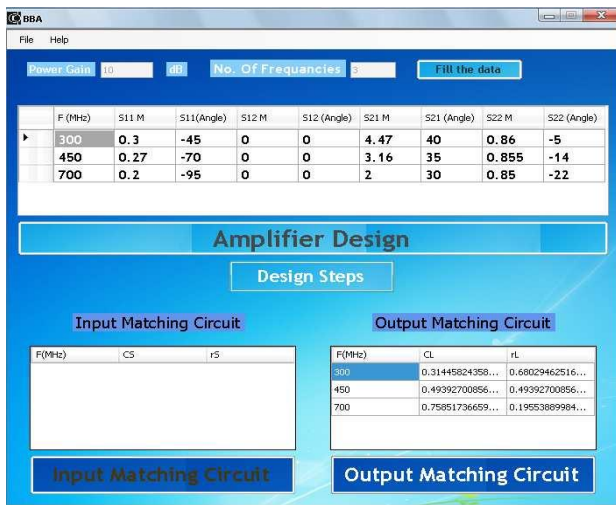 BBA
File Help
Power Gain 10 dB No. Of Frequancies 3 Fill the data
F (MHz) S11 M S11(Angle) S12 M S12 (Angle) S21 M S21 (Angle) S22 M S22 (Angle)
300 0.3 -45 0 0 4.47 40 0.86 -5
450 0.27 -70 0 0 3.16 35 0.855 -14
700 0.2 -95 0 0 2 30 0.85 -22
Amplifier Design
Design Steps
Input Matching Circuit Output Matching Circuit
F(MHz) CS rS F(MHz) CL rL
300 0.31445824358... 0.68029462516...
450 0.49392700856... 0.49392700856...
700 0.75851736659... 0.19553889984...
Input Matching Circuit Output Matching Circuit